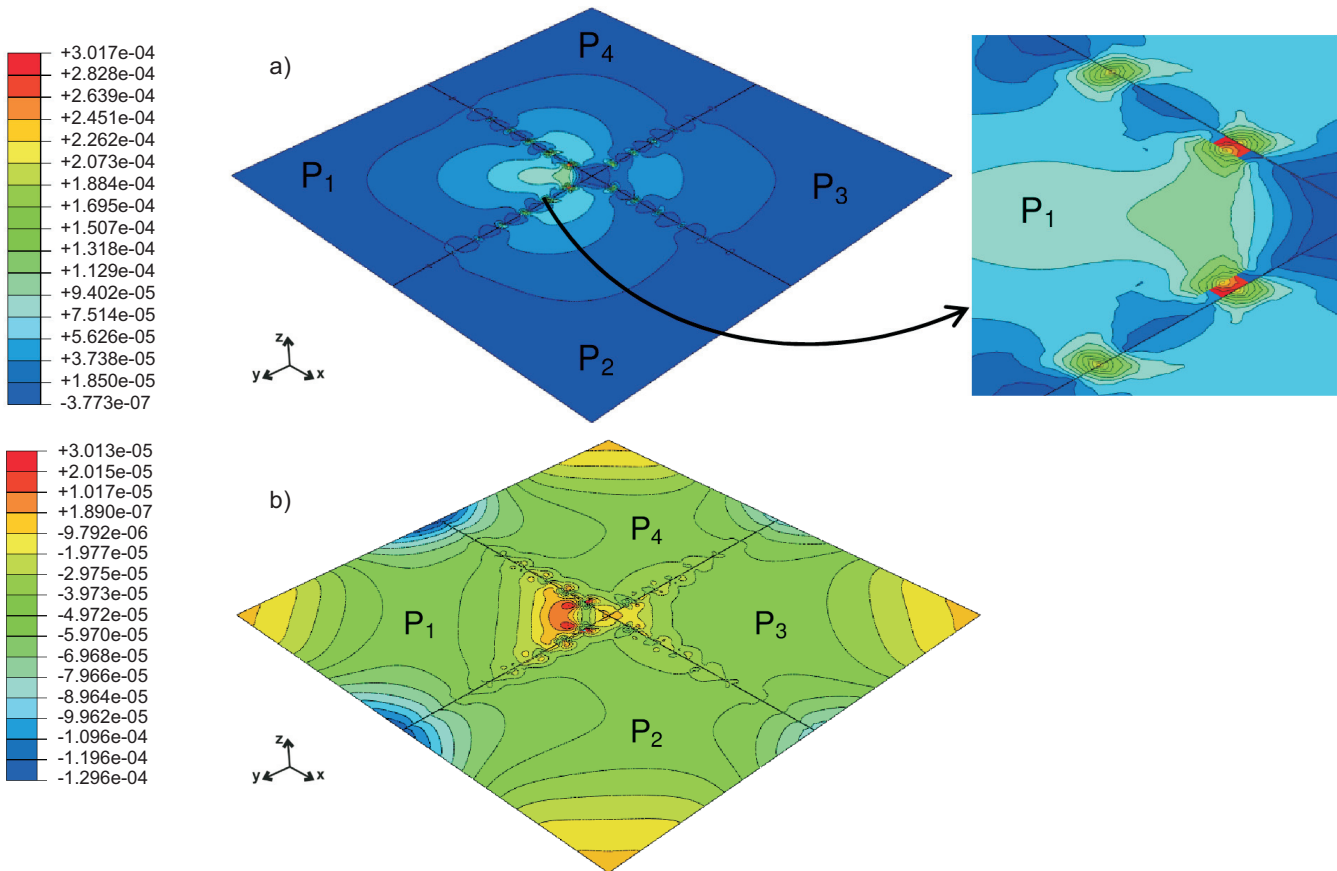 +3.017e-04
+2.828e-04
+2.639e-04
+2.451e-04
+2.262e-04
+2.073e-04
+1.884e-04
+1.695e-04
+1.507e-04
+1.318e-04
+1.129e-04
+9.402e-05
+7.514e-05
+5.626e-05
+3.738e-05
+1.850e-05
-3.773e-07
a)
P₄
P₁
P₃
P₂
z
y x
P₁
+3.013e-05
+2.015e-05
+1.017e-05
+1.890e-07
-9.792e-06
-1.977e-05
-2.975e-05
-3.973e-05
-4.972e-05
-5.970e-05
-6.968e-05
-7.966e-05
-8.964e-05
-9.962e-05
-1.096e-04
-1.196e-04
-1.296e-04
b)
P₄
P₁
P₃
P₂
z
y x